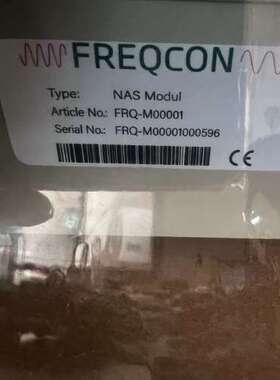 FREQCON
Type: NAS Modul
Article No.: FRQ-M00001
Serial No.: FRQ-M00001000596
CE